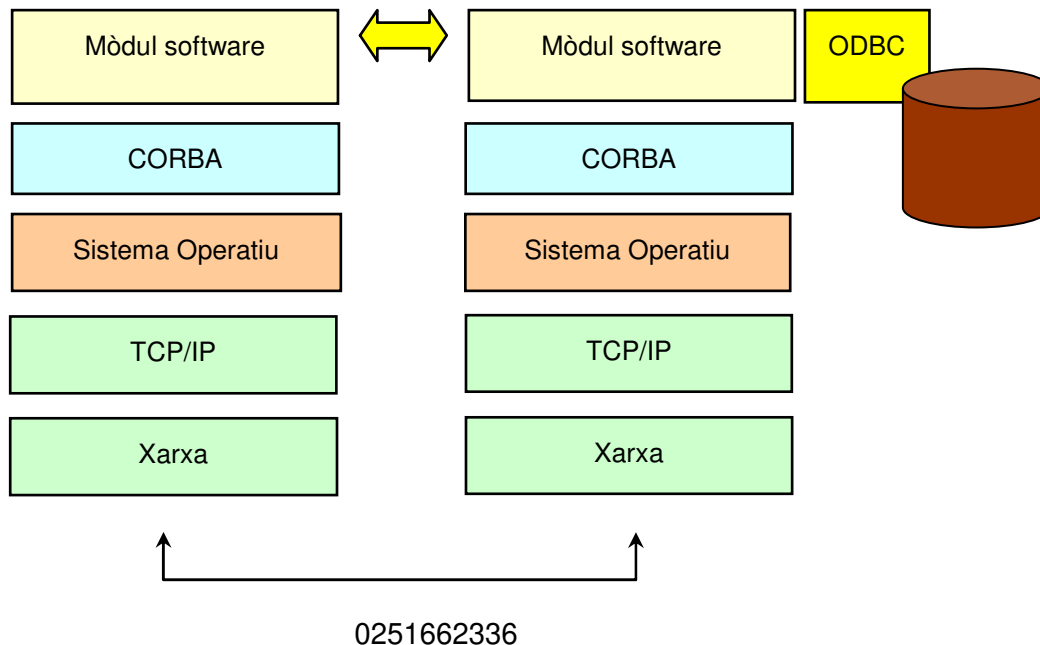 Mòdul software
Mòdul software
ODBC
CORBA
CORBA
Sistema Operatiu
Sistema Operatiu
TCP/IP
TCP/IP
Xarxa
Xarxa
0251662336